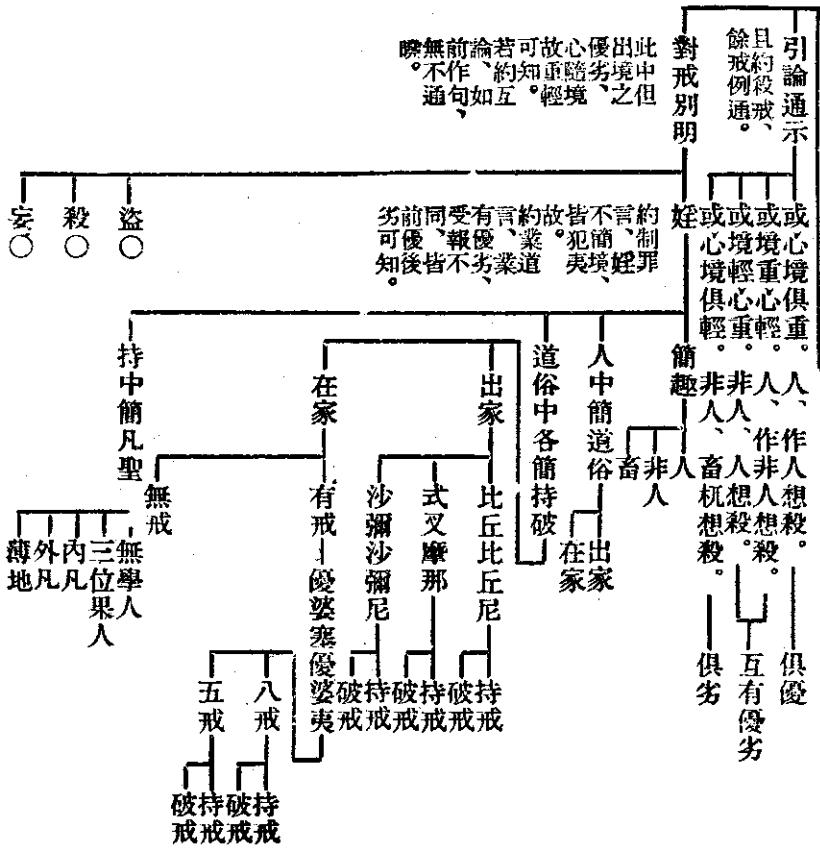 引論通示
且約殺戒、
餘戒例通。
或心境俱重。人、作人想殺。
俱優
或境重心輕。人、作非人想殺。
或境輕心重。非人、人想殺。
互有優劣
或心境俱輕。非人、畜杌想殺。
俱劣
對戒別明
此中但
出境之
優劣、
心隨境
故重輕
可知。
若約互
論、如
前作句、
無不通
曉。
婬
約制罪
言、婬
不簡境、
皆犯夷
故。
約業道
言、業
有優劣、
受報不
同、皆
前優後
劣可知。
簡趣
人
非人
畜
人中簡道俗
出家
在家
道俗中各簡持破
出家
比丘比丘尼
持戒
破戒
式叉摩那
持戒
破戒
沙彌沙彌尼
持戒
破戒
在家
有戒
優婆塞優婆夷
八戒
持戒
破戒
五戒
持戒
破戒
無戒
持中簡凡聖
無學人
三位果人
內凡
外凡
薄地
盜○
殺○
妄○